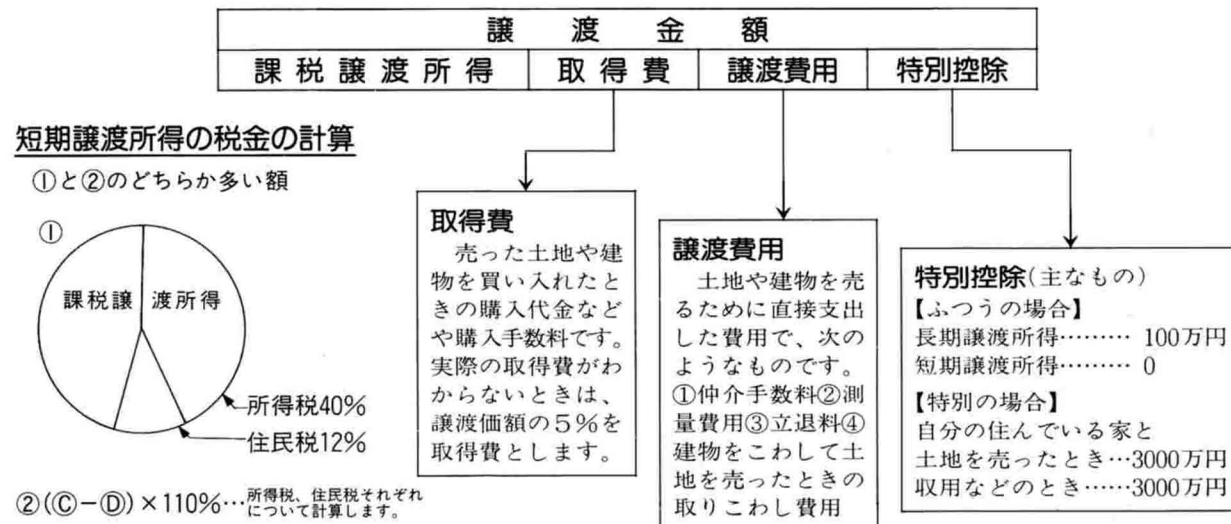 譲渡金額
課税譲渡所得 取得費 譲渡費用 特別控除
短期譲渡所得の税金の計算
①と②のどちらか多い額
①
課税譲渡所得
所得税40%
住民税12%
②(Ⓒ−Ⓓ)×110%…所得税、住民税それぞれ
について計算します。
取得費
売った土地や建
物を買い入れたと
きの購入代金など
や購入手数料です。
実際の取得費がわ
からないときは、
譲渡価額の5%を
取得費とします。
譲渡費用
土地や建物を売
るために直接支出
した費用で、次の
ようなものです。
①仲介手数料②測
量費用③立退料④
建物をこわして土
地を売ったときの
取りこわし費用
特別控除(主なもの)
【ふつうの場合】
長期譲渡所得……… 100万円
短期譲渡所得……… 0
【特別の場合】
自分の住んでいる家と
土地を売ったとき…3000万円
収用などのとき……3000万円